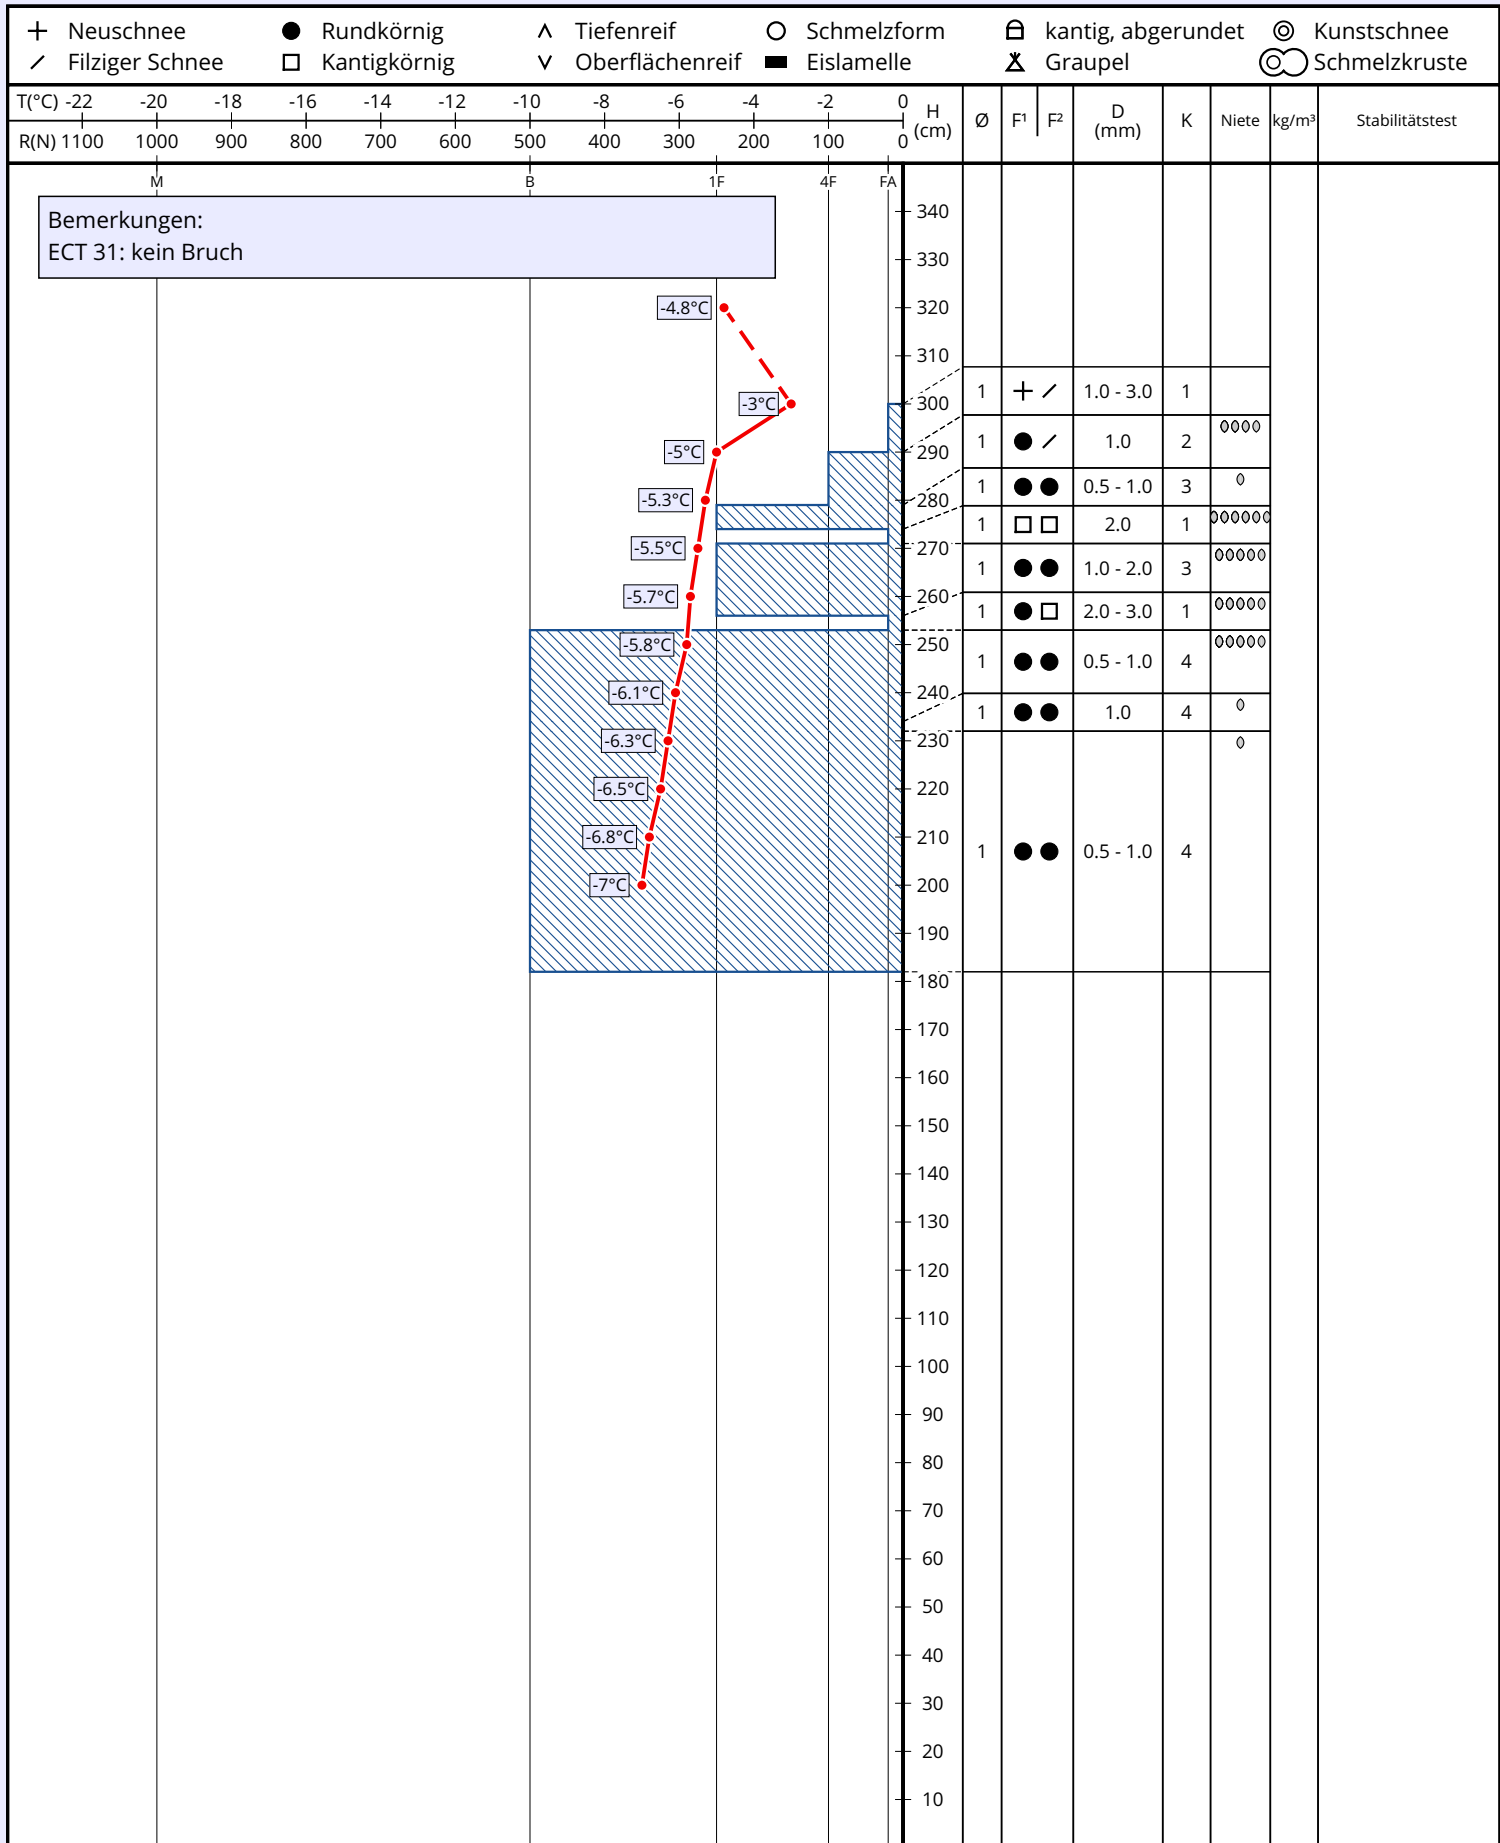 Neuschnee Rundkörnig Tiefenreif Schmelzform kantig, abgerundet Kunstschnee
Filziger Schnee Kantigkörnig Oberflächenreif Eislamelle Graupel Schmelzkruste
T(°C) -22 -20 -18 -16 -14 -12 -10 -8 -6 -4 -2 0
R(N) 1100 1000 900 800 700 600 500 400 300 200 100 0
H (cm) Ø F¹ F² D (mm) K Niete kg/m³ Stabilitätstest
M B 1F 4F FA
Bemerkungen:
ECT 31: kein Bruch
340
330
-4.8°C 320
310
1 1.0 - 3.0 1
-3°C 300
1 1.0 2
-5°C 290
1 0.5 - 1.0 3
-5.3°C 280
1 2.0 1
-5.5°C 270
1 1.0 - 2.0 3
-5.7°C 260
1 2.0 - 3.0 1
-5.8°C 250
1 0.5 - 1.0 4
-6.1°C 240
1 1.0 4
-6.3°C 230
-6.5°C 220
-6.8°C 210
1 0.5 - 1.0 4
-7°C 200
190
180
170
160
150
140
130
120
110
100
90
80
70
60
50
40
30
20
10